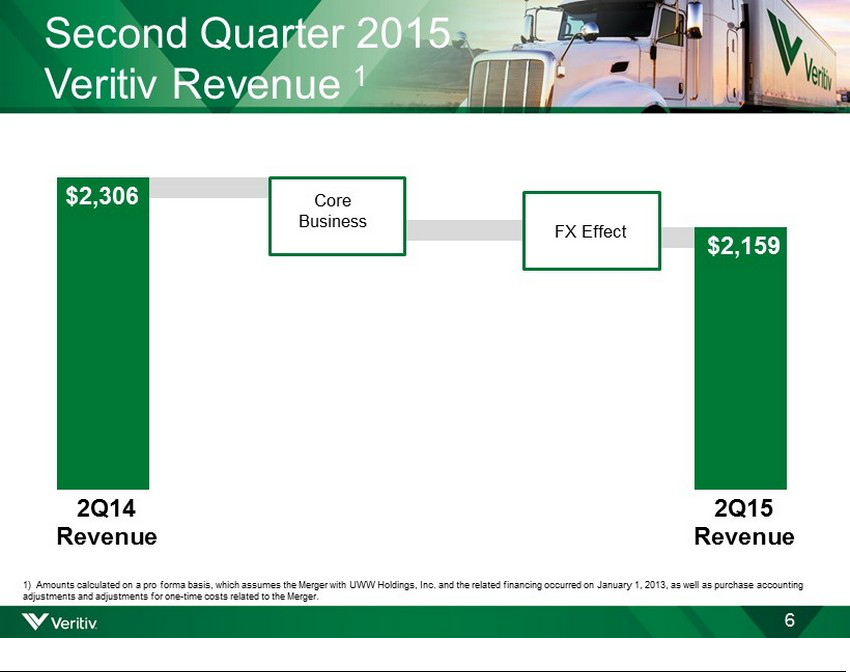 Second Quarter 2015
Veritiv Revenue 1
Veritiv
$2,306
Core
Business
FX Effect
$2,159
2Q14
Revenue
2Q15
Revenue
1) Amounts calculated on a pro forma basis, which assumes the Merger with UWW Holdings, Inc. and the related financing occurred on January 1, 2013, as well as purchase accounting
adjustments and adjustments for one-time costs related to the Merger.
Veritiv
6